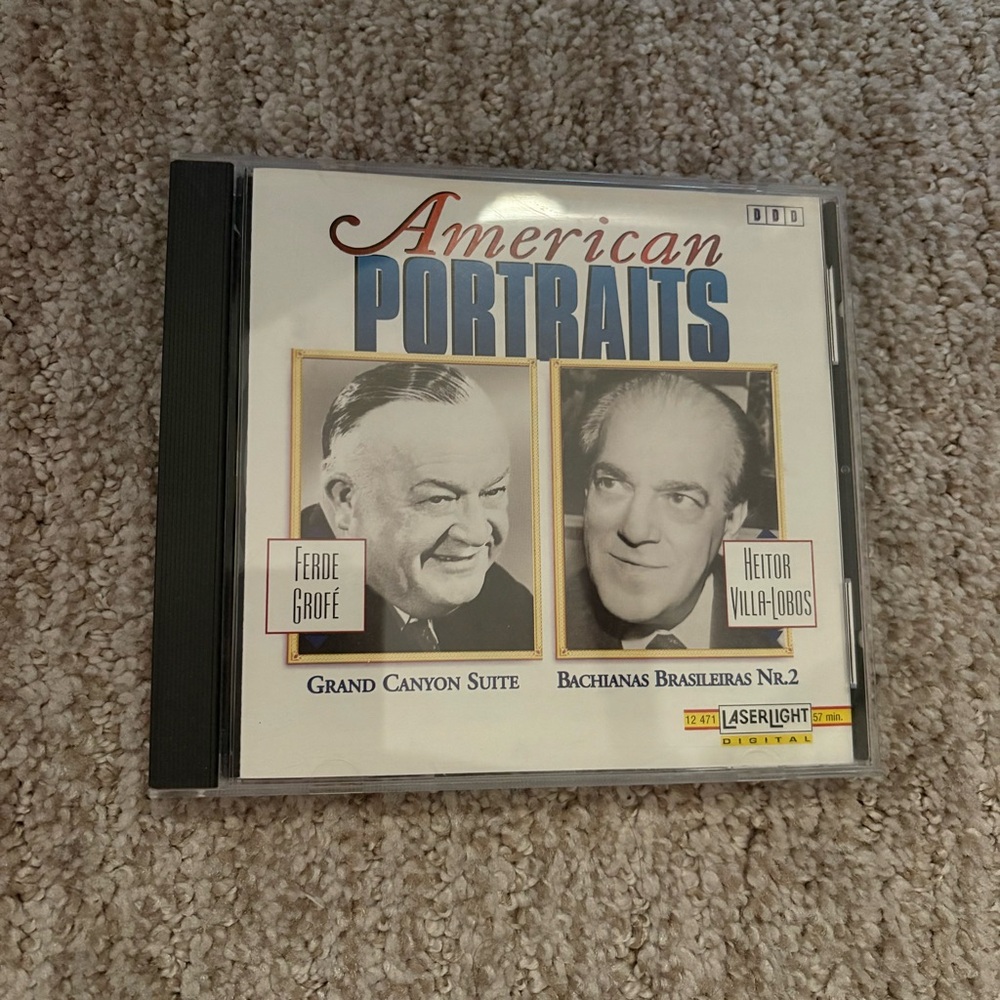 American
DDD
PORTRAITS
FERDE
GROFÉ
HEITOR
VILLA-LOBOS
GRAND CANYON SUITE
BACHIANAS BRASILEIRAS NR.2
12 471 LASERLIGHT 57 min.
DIGITAL